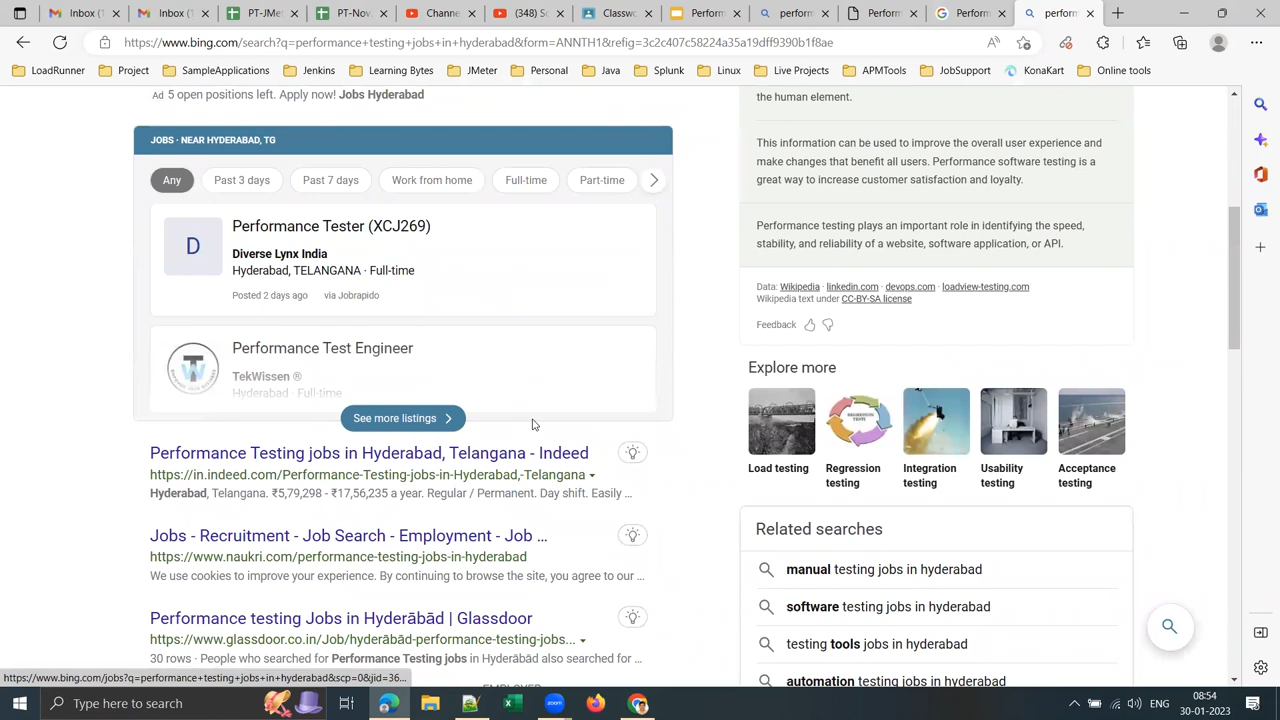 Inbox (1
Inbox (
PT-JMet
PT-Nov.
Channe
(348) Sc
Classw
Perform
perform
Perform
Perform
perform
https://www.bing.com/search?q=performance+testing+jobs+in+hyderabad&form=ANNTH1&refig=3c2c407c58224a35a19dff9390b1f8ae
LoadRunner
Project
SampleApplications
Jenkins
Learning Bytes
JMeter
Personal
Java
Splunk
Linux
Live Projects
APMTools
JobSupport
KonaKart
Online tools
Ad 5 open positions left. Apply now! Jobs Hyderabad
JOBS · NEAR HYDERABAD, TG
Any
Past 3 days
Past 7 days
Work from home
Full-time
Part-time
D
Performance Tester (XCJ269)
Diverse Lynx India
Hyderabad, TELANGANA · Full-time
Posted 2 days ago via Jobrapido
Performance Test Engineer
TekWissen ®
Hyderabad · Full-time
See more listings
Performance Testing jobs in Hyderabad, Telangana - Indeed
https://in.indeed.com/Performance-Testing-jobs-in-Hyderabad,-Telangana
Hyderabad, Telangana. ₹5,79,298 - ₹17,56,235 a year. Regular / Permanent. Day shift. Easily ...
Jobs - Recruitment - Job Search - Employment - Job ...
https://www.naukri.com/performance-testing-jobs-in-hyderabad
We use cookies to improve your experience. By continuing to browse the site, you agree to our ...
Performance testing Jobs in Hyderābād | Glassdoor
https://www.glassdoor.co.in/Job/hyderābād-performance-testing-jobs...
30 rows · People who searched for Performance Testing jobs in Hyderābād also searched for ...
EMPLOYER
the human element.
This information can be used to improve the overall user experience and
make changes that benefit all users. Performance software testing is a
great way to increase customer satisfaction and loyalty.
Performance testing plays an important role in identifying the speed,
stability, and reliability of a website, software application, or API.
Data: Wikipedia · linkedin.com · devops.com · loadview-testing.com
Wikipedia text under CC-BY-SA license
Feedback
Explore more
REGRESSION
TESTS
Load testing
Regression
testing
Integration
testing
Usability
testing
Acceptance
testing
Related searches
manual testing jobs in hyderabad
software testing jobs in hyderabad
testing tools jobs in hyderabad
automation testing jobs in hyderabad
https://www.bing.com/jobs?q=performance+testing+jobs+in+hyderabad&scp=0&jid=36...
Type here to search
zoom
08:54
30-01-2023